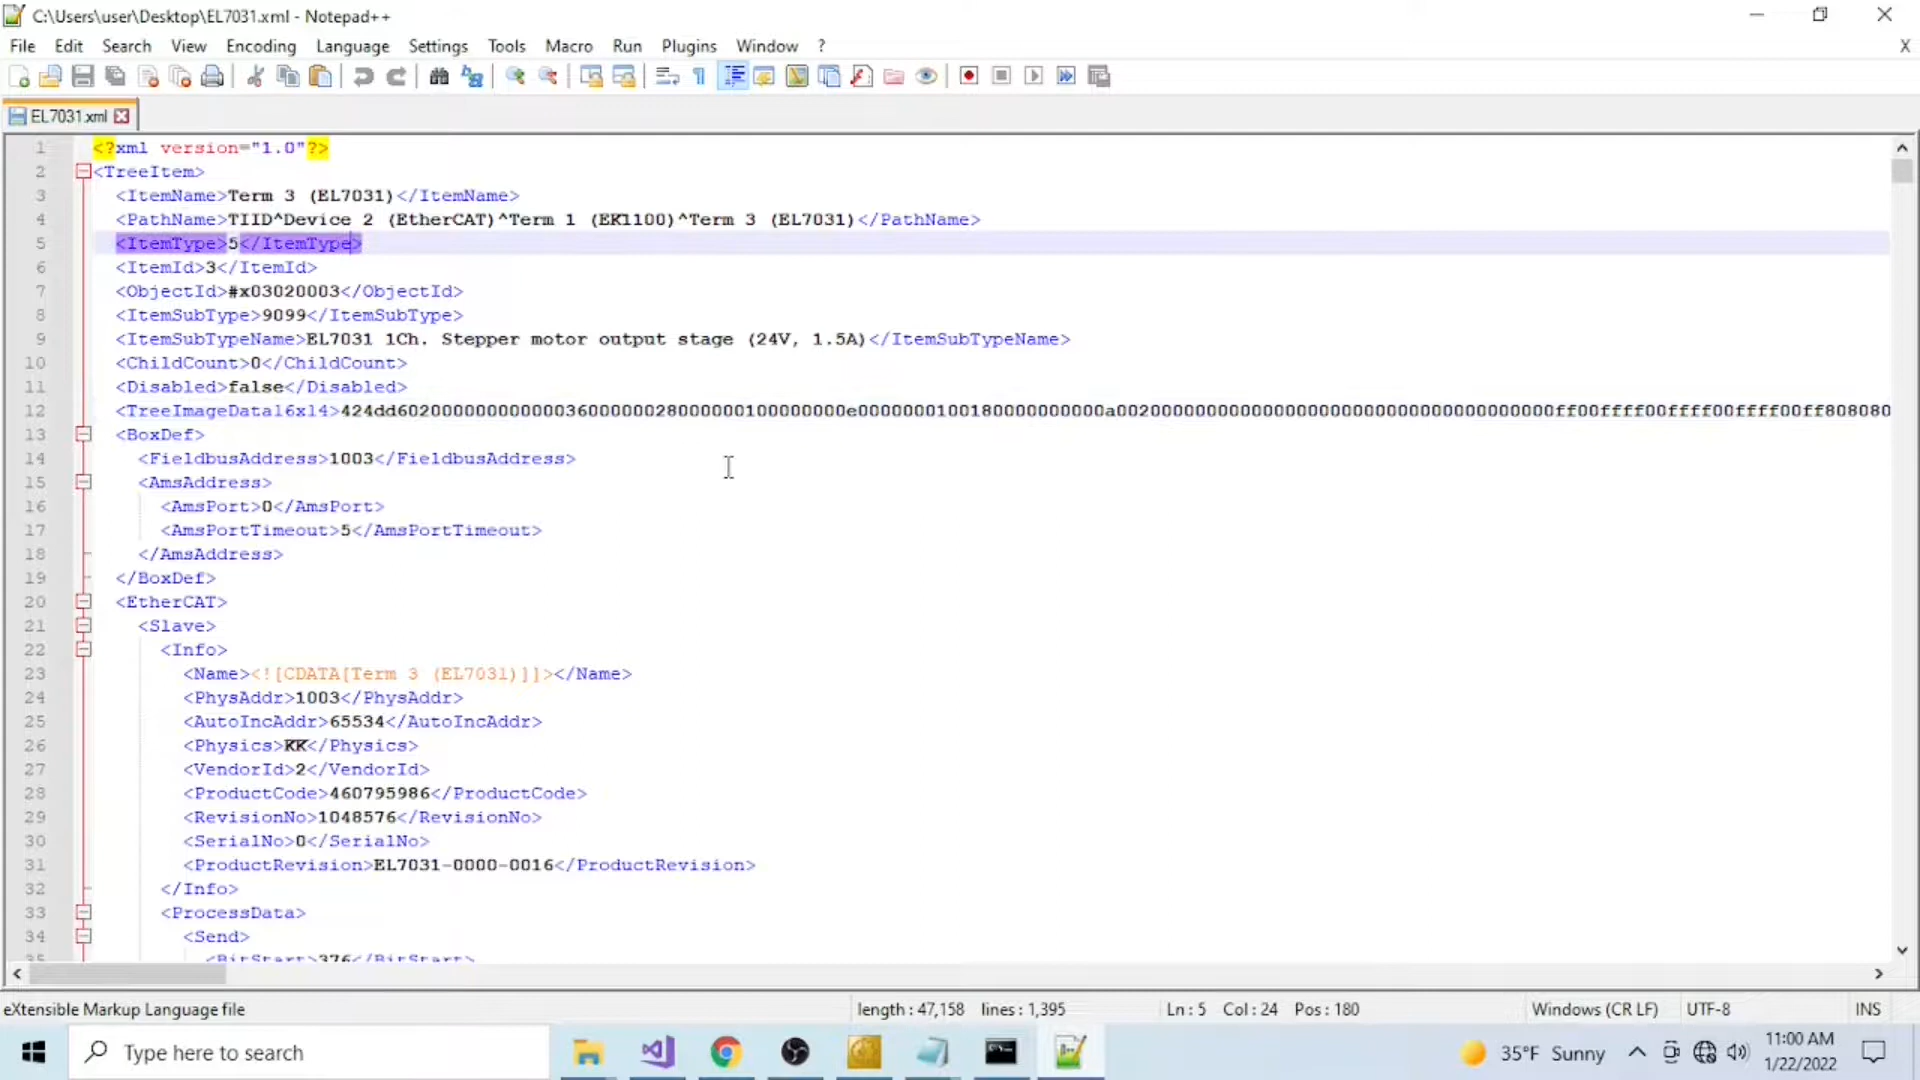 C:\Users\user\Desktop\EL7031.xml - Notepad++
File Edit Search View Encoding Language Settings Tools Macro Run Plugins Window ? X
EL7031.xml
1 <?xml version="1.0"?>
2 <TreeItem>
3 <ItemName>Term 3 (EL7031)</ItemName>
4 <PathName>TIID^Device 2 (EtherCAT)^Term 1 (EK1100)^Term 3 (EL7031)</PathName>
5 <ItemType>5</ItemType>
6 <ItemId>3</ItemId>
7 <ObjectId>#x03020003</ObjectId>
8 <ItemSubType>9099</ItemSubType>
9 <ItemSubTypeName>EL7031 1Ch. Stepper motor output stage (24V, 1.5A)</ItemSubTypeName>
10 <ChildCount>0</ChildCount>
11 <Disabled>false</Disabled>
12 <TreeImageData16x14>
13 <BoxDef>
14 <FieldbusAddress>1003</FieldbusAddress>
15 <AmsAddress>
16 <AmsPort>0</AmsPort>
17 <AmsPortTimeout>5</AmsPortTimeout>
18 </AmsAddress>
19 </BoxDef>
20 <EtherCAT>
21 <Slave>
22 <Info>
23 <Name><![CDATA[Term 3 (EL7031)]]></Name>
24 <PhysAddr>1003</PhysAddr>
25 <AutoIncAddr>65534</AutoIncAddr>
26 <Physics>KK</Physics>
27 <VendorId>2</VendorId>
28 <ProductCode>460795986</ProductCode>
29 <RevisionNo>1048576</RevisionNo>
30 <SerialNo>0</SerialNo>
31 <ProductRevision>EL7031-0000-0016</ProductRevision>
32 </Info>
33 <ProcessData>
34 <Send>
35 <BitStart>376</BitStart>
eXtensible Markup Language file length : 47,158 lines : 1,395 Ln : 5 Col : 24 Pos : 180 Windows (CR LF) UTF-8 INS
Type here to search 35°F Sunny 11:00 AM
1/22/2022